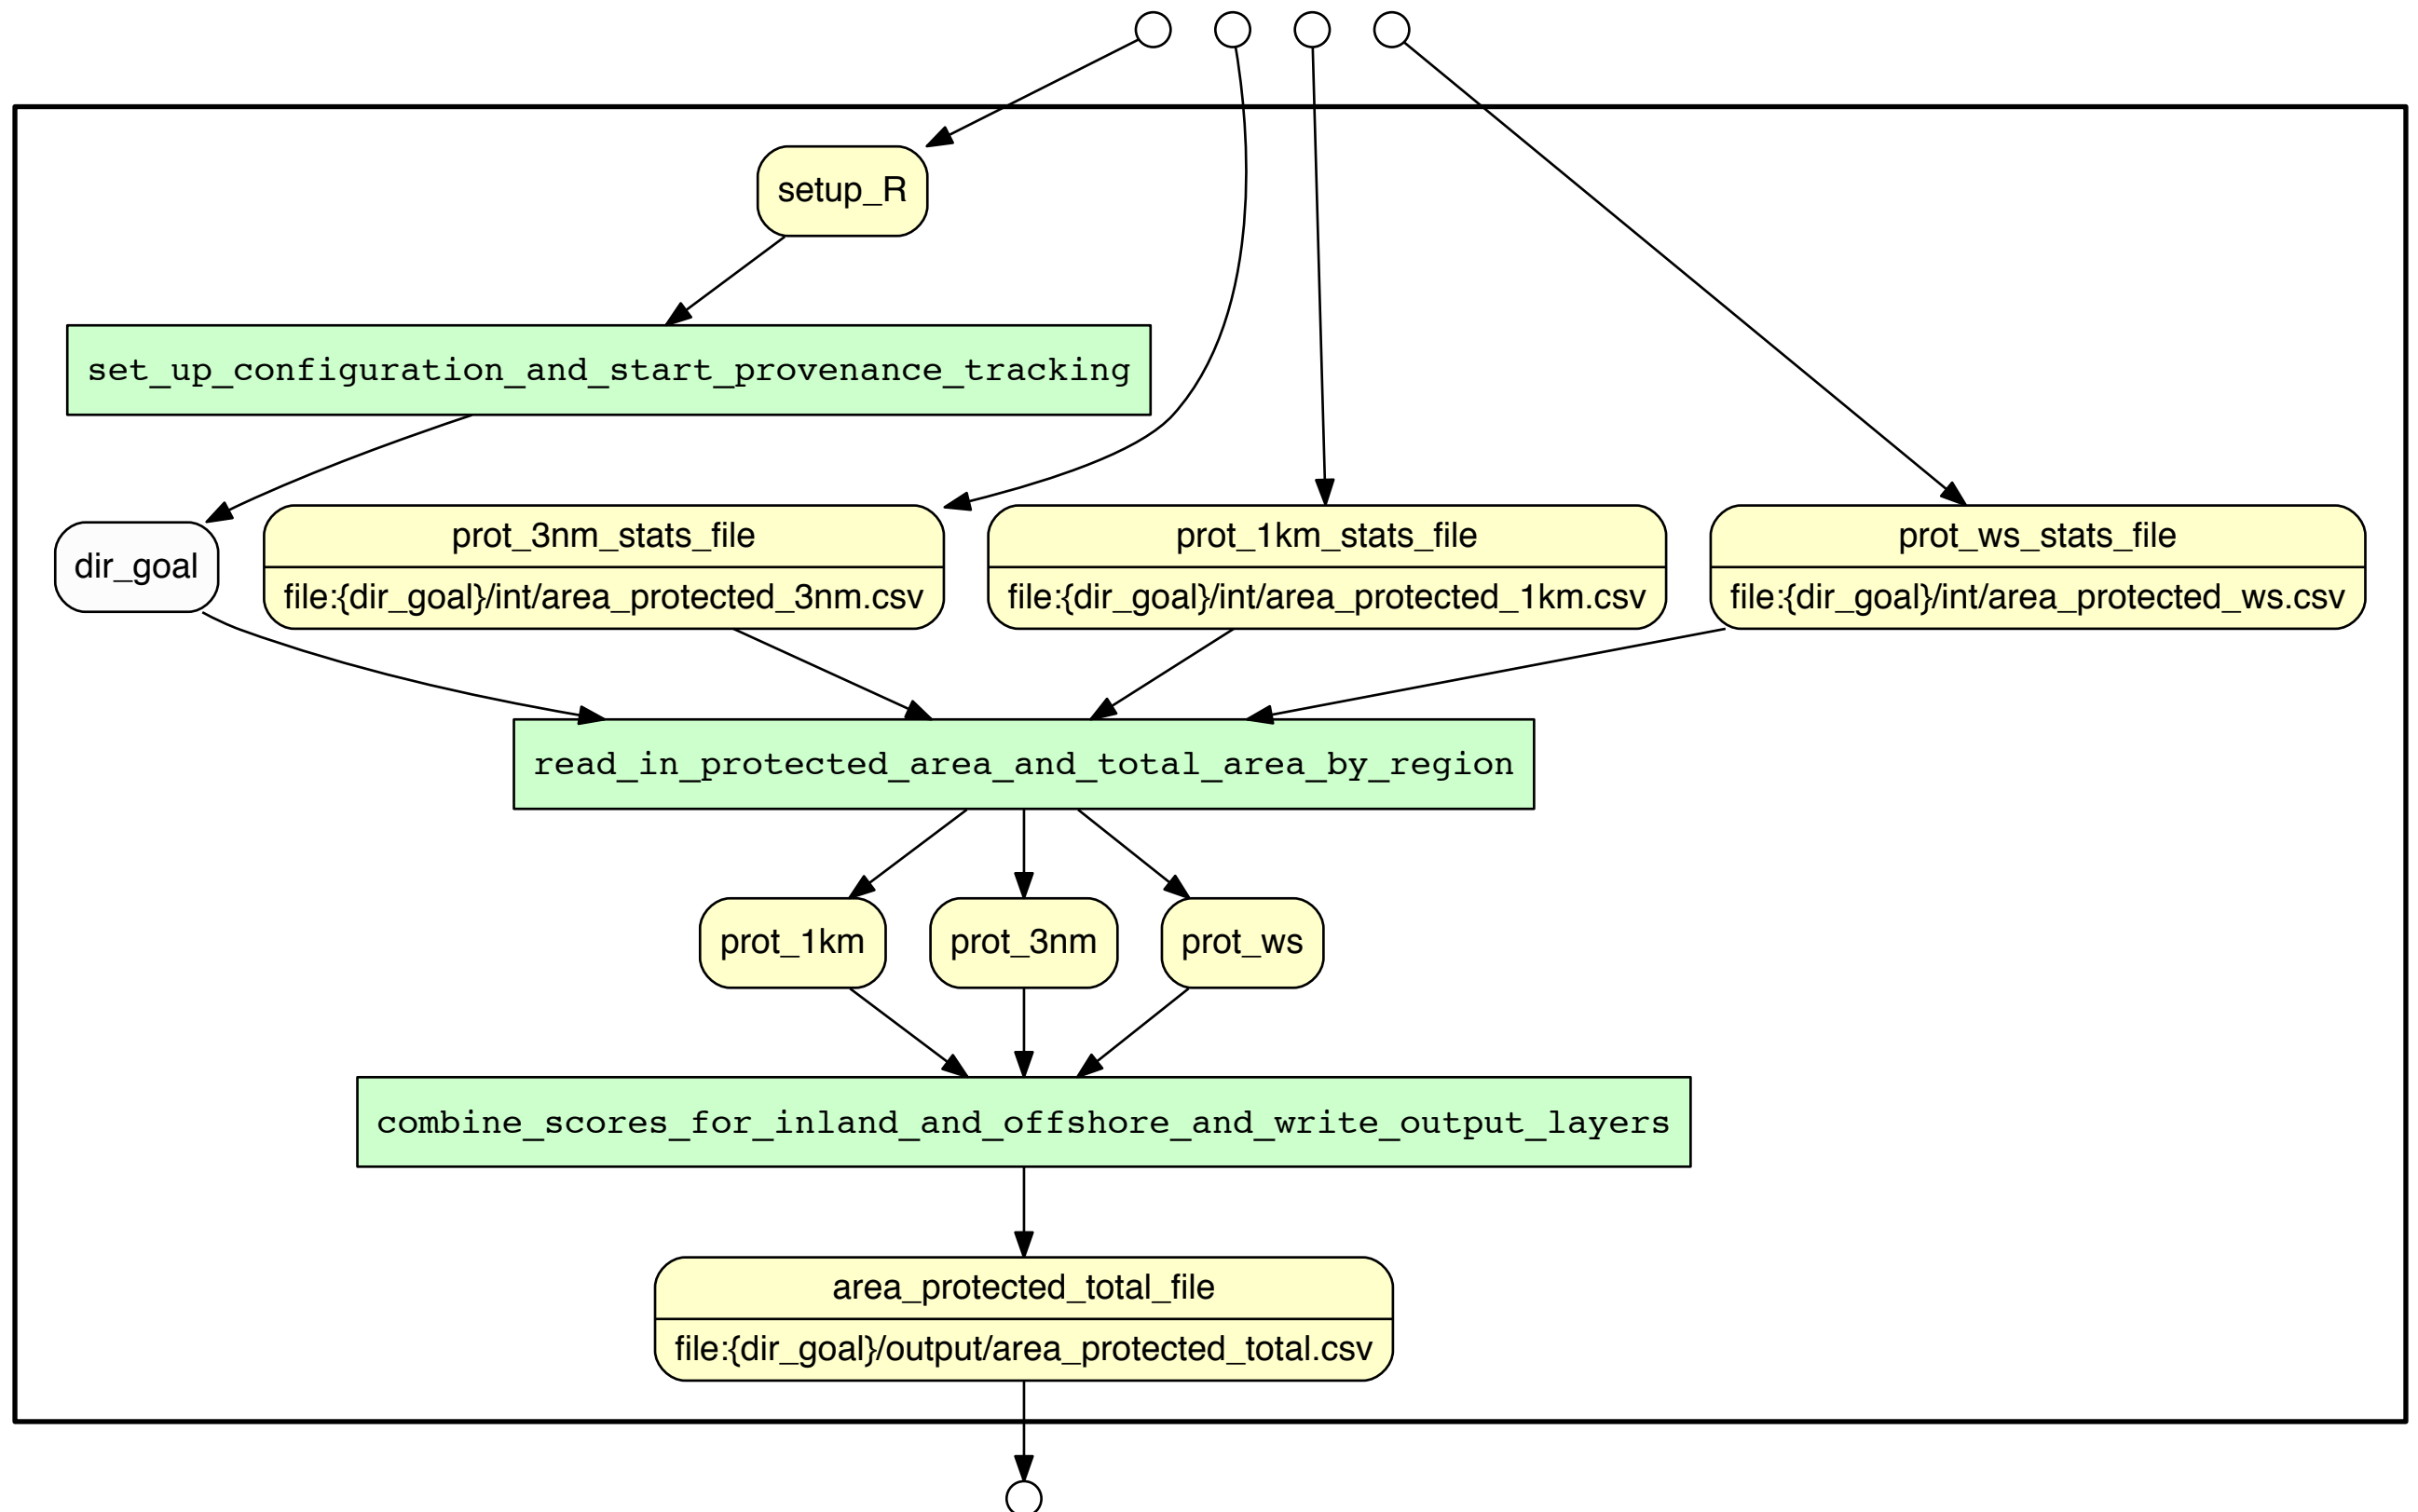 setup_R
set_up_configuration_and_start_provenance_tracking
dir_goal
prot_3nm_stats_file
file:{dir_goal}/int/area_protected_3nm.csv
prot_1km_stats_file
file:{dir_goal}/int/area_protected_1km.csv
prot_ws_stats_file
file:{dir_goal}/int/area_protected_ws.csv
read_in_protected_area_and_total_area_by_region
prot_1km
prot_3nm
prot_ws
combine_scores_for_inland_and_offshore_and_write_output_layers
area_protected_total_file
file:{dir_goal}/output/area_protected_total.csv